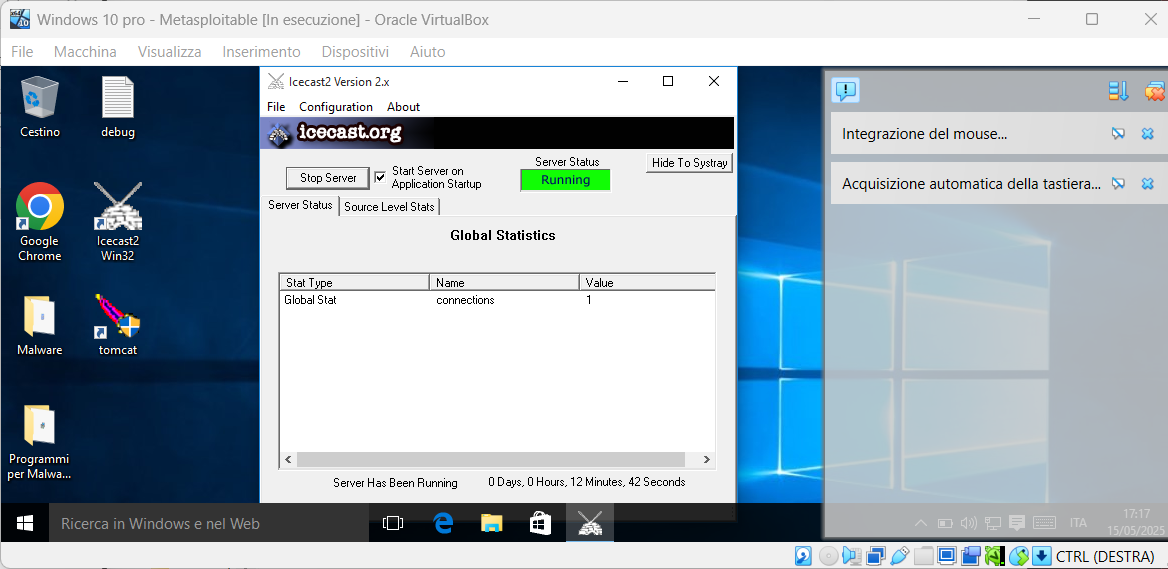 Windows 10 pro - Metasploitable [In esecuzione] - Oracle VirtualBox
File Macchina Visualizza Inserimento Dispositivi Aiuto
Cestino
debug
Google
Chrome
Icecast2
Win32
Malware
tomcat
Programmi
per Malwa...
Icecast2 Version 2.x
File Configuration About
icecast.org
Stop Server
Start Server on
Application Startup
Server Status
Running
Hide To Systray
Server Status Source Level Stats
Global Statistics
Stat Type Name Value
Global Stat connections 1
Server Has Been Running 0 Days, 0 Hours, 12 Minutes, 42 Seconds
Integrazione del mouse...
Acquisizione automatica della tastiera...
Ricerca in Windows e nel Web
ITA
17:17
15/05/2025
CTRL (DESTRA)